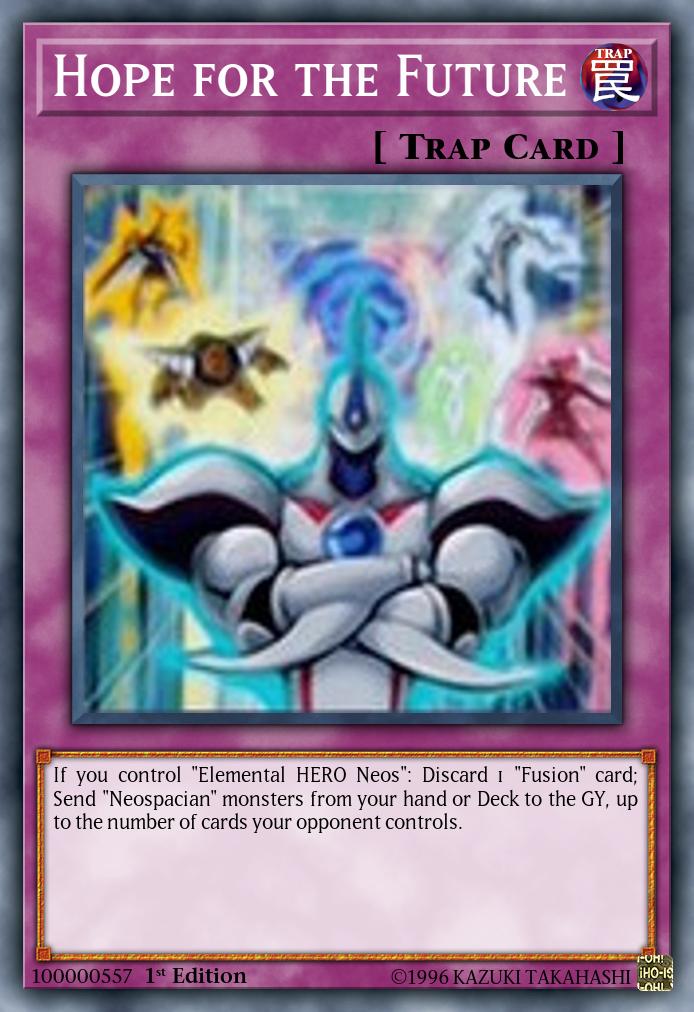 Hope for the Future
TRAP
罠
[ Trap Card ]
If you control "Elemental HERO Neos": Discard 1 "Fusion" card;
Send "Neospacian" monsters from your hand or Deck to the GY, up
to the number of cards your opponent controls.
100000557 1st Edition ©1996 KAZUKI TAKAHASHI